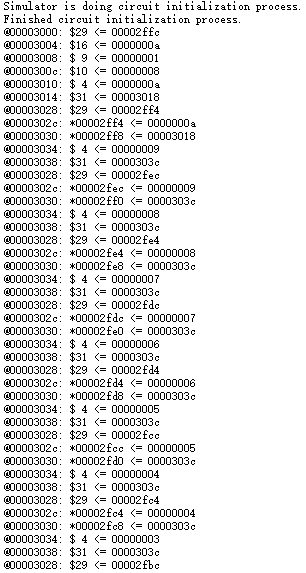 Simulator is doing circuit initialization process.
Finished circuit initialization process.
@00003000: $29 <= 00002ffc
@00003004: $16 <= 0000000a
@00003008: $ 9 <= 00000001
@0000300c: $10 <= 00000008
@00003010: $ 4 <= 0000000a
@00003014: $31 <= 00003018
@00003028: $29 <= 00002ff4
@0000302c: *00002ff4 <= 0000000a
@00003030: *00002ff8 <= 00003018
@00003034: $ 4 <= 00000009
@00003038: $31 <= 0000303c
@00003028: $29 <= 00002fec
@0000302c: *00002fec <= 00000009
@00003030: *00002ff0 <= 0000303c
@00003034: $ 4 <= 00000008
@00003038: $31 <= 0000303c
@00003028: $29 <= 00002fe4
@0000302c: *00002fe4 <= 00000008
@00003030: *00002fe8 <= 0000303c
@00003034: $ 4 <= 00000007
@00003038: $31 <= 0000303c
@00003028: $29 <= 00002fdc
@0000302c: *00002fdc <= 00000007
@00003030: *00002fe0 <= 0000303c
@00003034: $ 4 <= 00000006
@00003038: $31 <= 0000303c
@00003028: $29 <= 00002fd4
@0000302c: *00002fd4 <= 00000006
@00003030: *00002fd8 <= 0000303c
@00003034: $ 4 <= 00000005
@00003038: $31 <= 0000303c
@00003028: $29 <= 00002fcc
@0000302c: *00002fcc <= 00000005
@00003030: *00002fd0 <= 0000303c
@00003034: $ 4 <= 00000004
@00003038: $31 <= 0000303c
@00003028: $29 <= 00002fc4
@0000302c: *00002fc4 <= 00000004
@00003030: *00002fc8 <= 0000303c
@00003034: $ 4 <= 00000003
@00003038: $31 <= 0000303c
@00003028: $29 <= 00002fbc